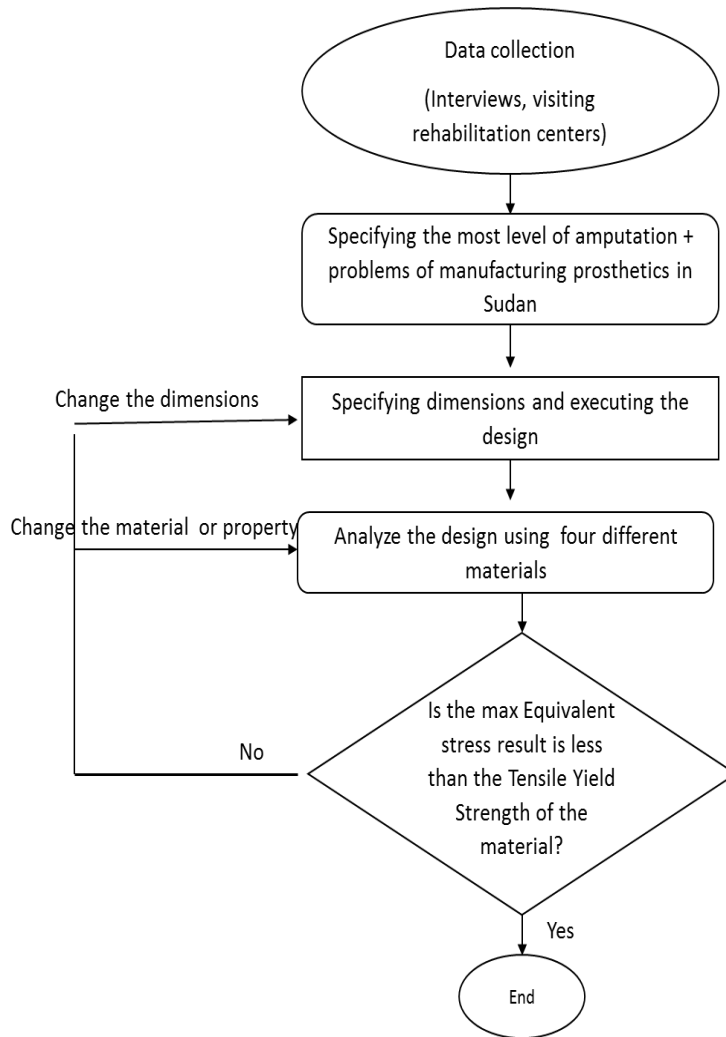 Data collection
(Interviews, visiting
rehabilitation centers)
Specifying the most level of amputation +
problems of manufacturing prosthetics in
Sudan
Change the dimensions
Specifying dimensions and executing the
design
Change the material or property
Analyze the design using four different
materials
Is the max Equivalent
stress result is less
than the Tensile Yield
Strength of the
material?
No
Yes
End